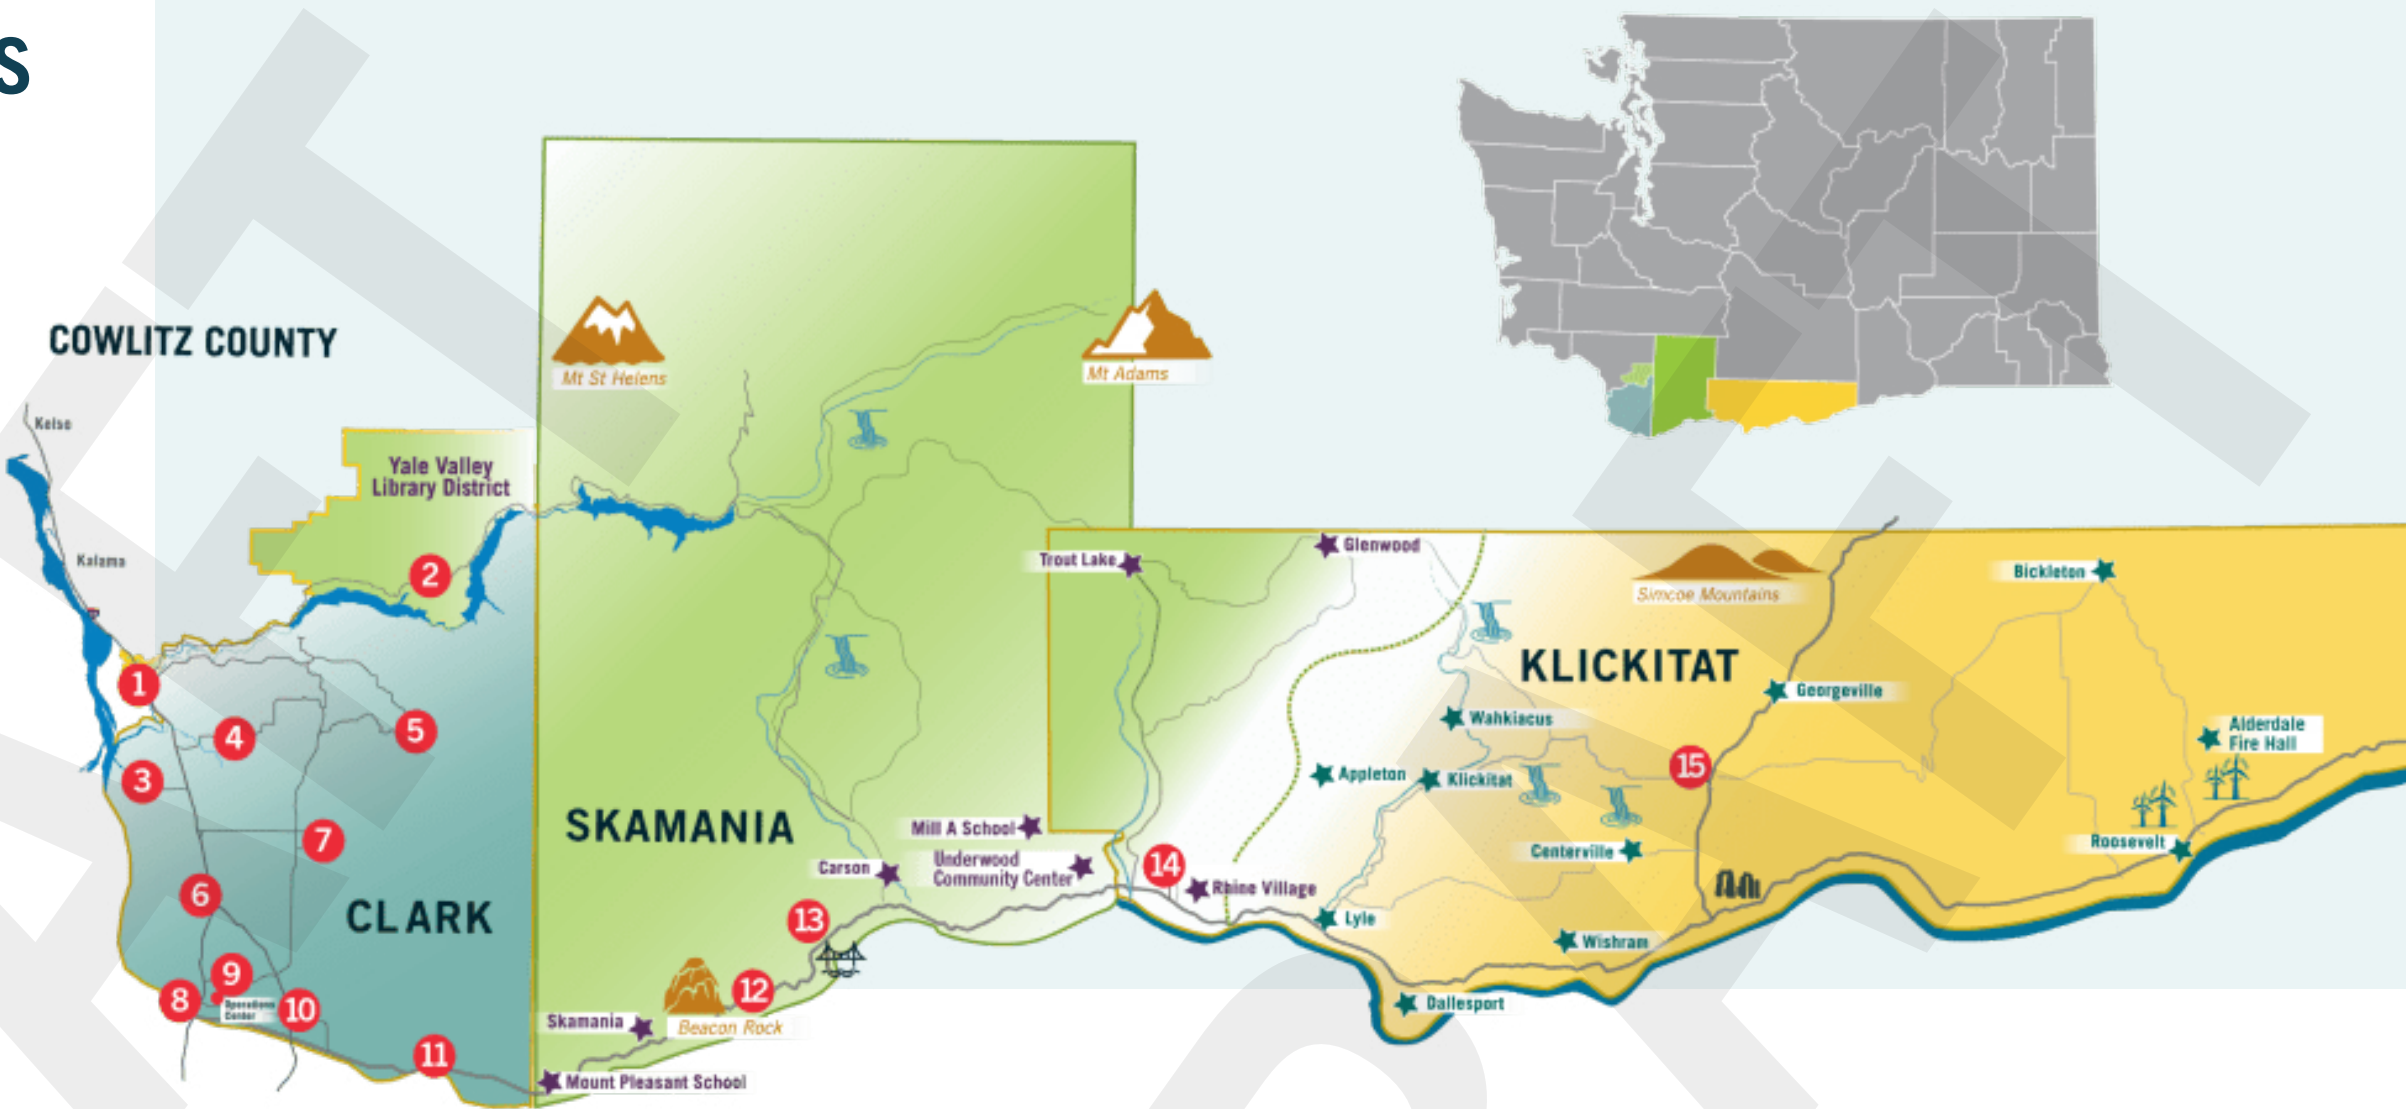 S
COWLITZ COUNTY
Kelso
Kalama
Yale Valley
Library District
Mt St Helens
Mt Adams
1
2
3
4
5
6
7
8
9
10
11
12
13
14
15
Operations
Center
CLARK
SKAMANIA
KLICKITAT
Trout Lake
Glenwood
Simcoe Mountains
Bickleton
Georgeville
Wahkiacus
Appleton
Klickitat
Alderdale
Fire Hall
Roosevelt
Centerville
Mill A School
Underwood
Community Center
Carson
Rhine Village
Lyle
Wishram
Dallesport
Skamania
Beacon Rock
Mount Pleasant School